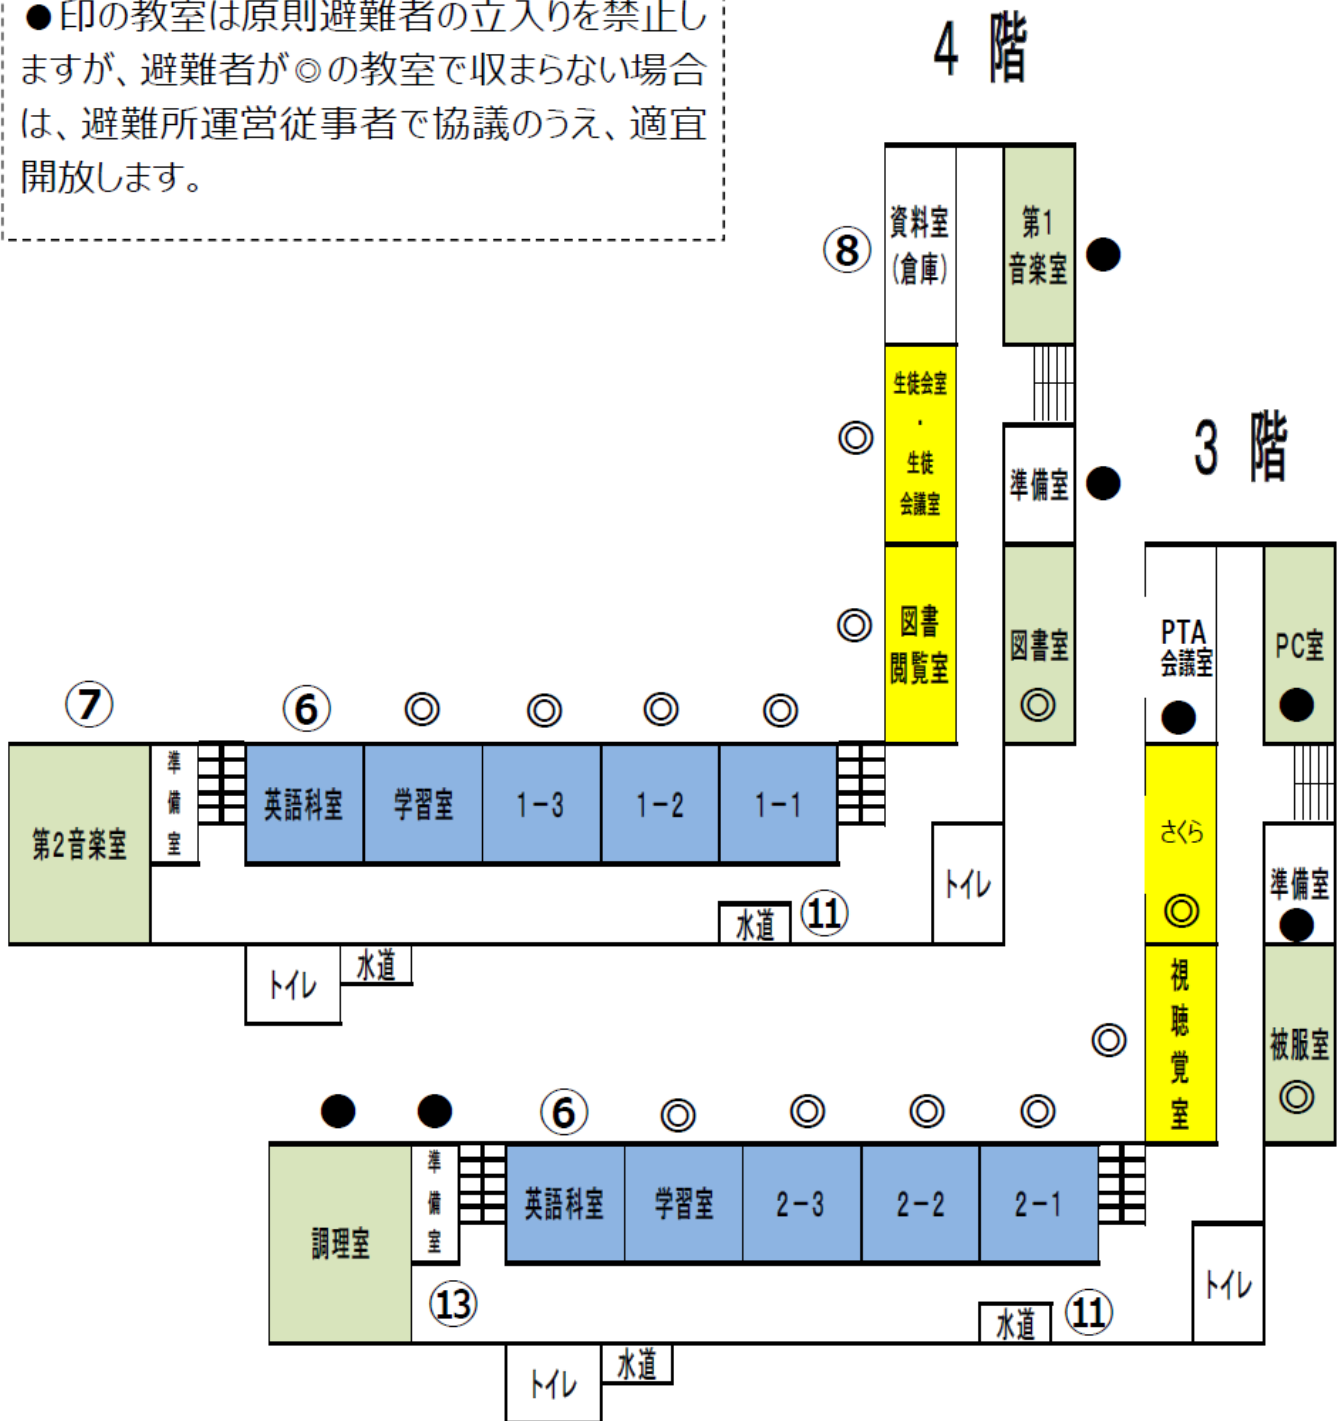 ●印の教室は原則避難者の立入りを禁止し
ますが、避難者が◎の教室で収まらない場合
は、避難所運営従事者で協議のうえ、適宜
開放します。
4 階
⑧
資料室
(倉庫)
第1
音楽室
●
生徒会室
・
生徒
会議室
◎
準備室
●
◎
図書
閲覧室
図書室
◎
⑦
⑥
◎
◎
◎
◎
第2音楽室
準
備
室
英語科室
学習室
1-3
1-2
1-1
トイレ
水道
⑪
トイレ
水道
3 階
PTA
会議室
●
PC室
●
さくら
◎
準備室
●
視
聴
覚
室
◎
被服室
◎
●
●
⑥
◎
◎
◎
◎
調理室
準
備
室
英語科室
学習室
2-3
2-2
2-1
⑬
トイレ
水道
⑪
トイレ
水道